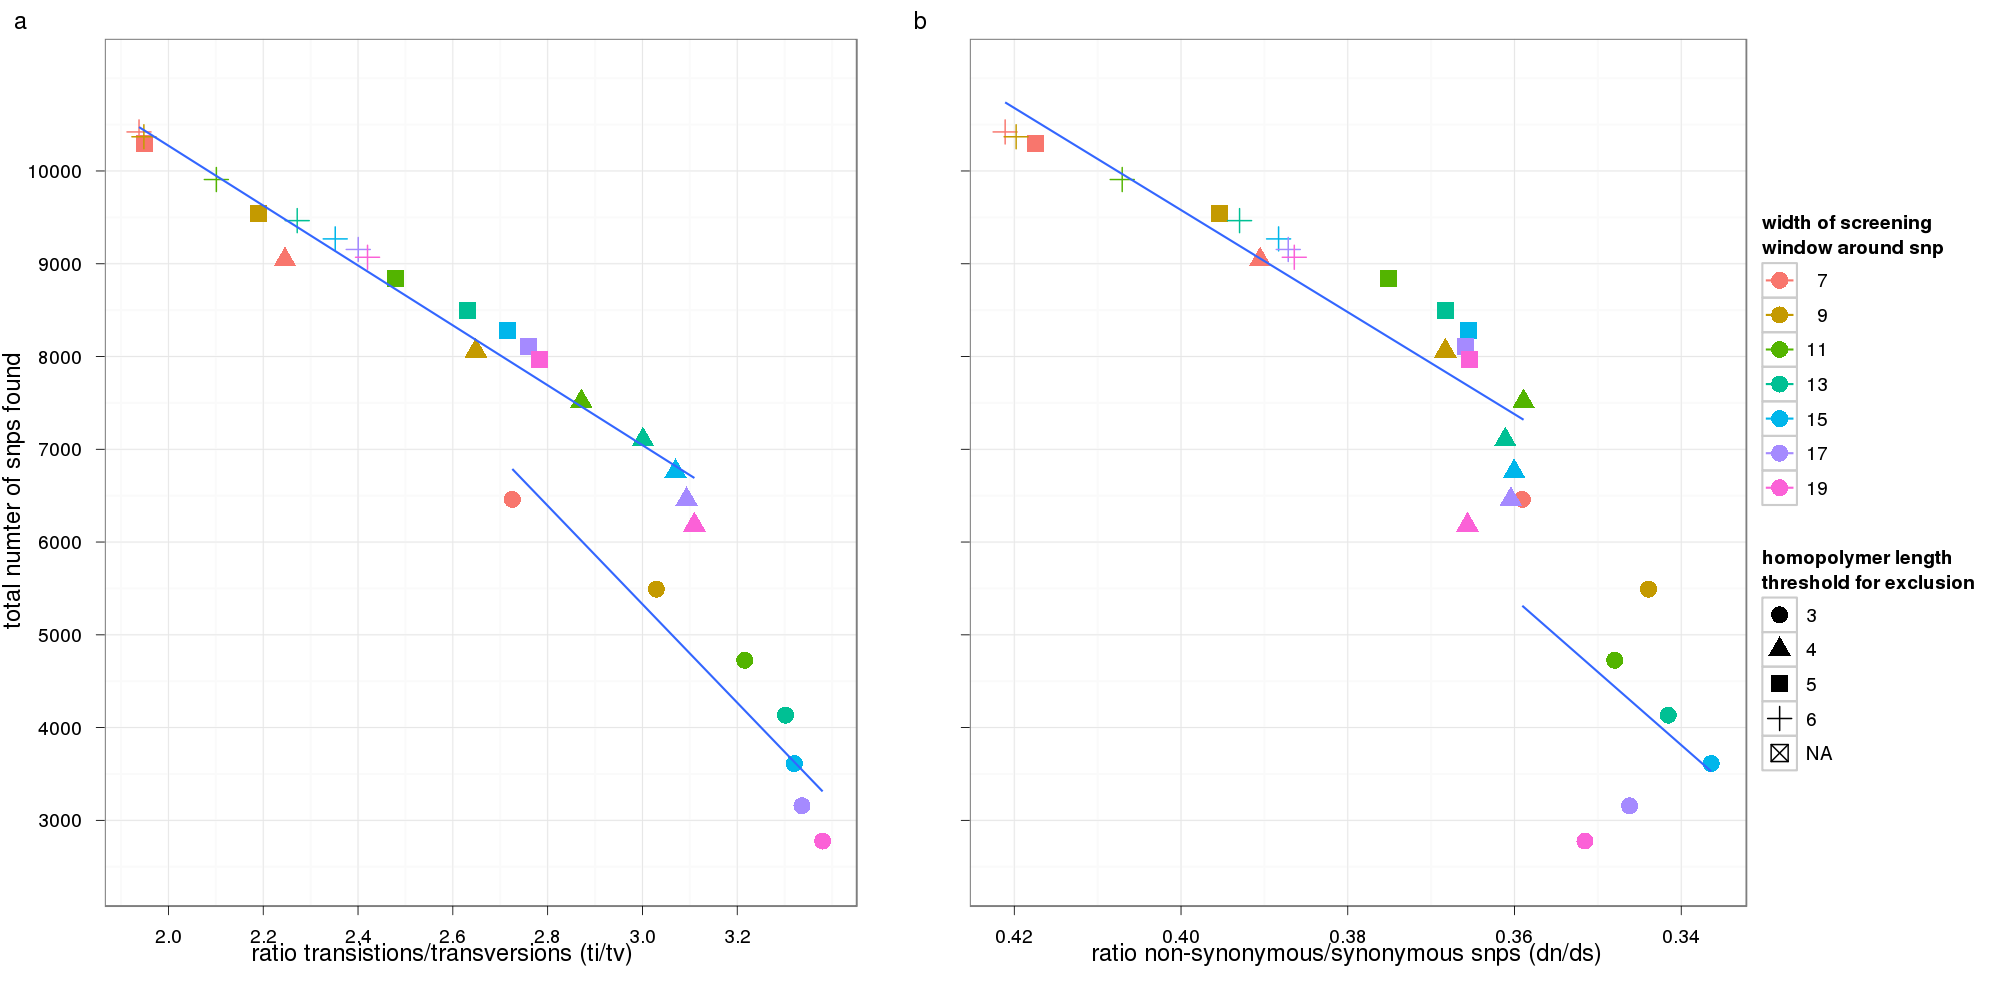 a
b
total numter of snps found
10000
9000
8000
7000
6000
5000
4000
3000
2.0 2.2 2.4 2.6 2.8 3.0 3.2
ratio transistions/transversions (ti/tv)
0.42 0.40 0.38 0.36 0.34
ratio non-synonymous/synonymous snps (dn/ds)
width of screening
window around snp
7
9
11
13
15
17
19
homopolymer length
threshold for exclusion
3
4
5
6
NA